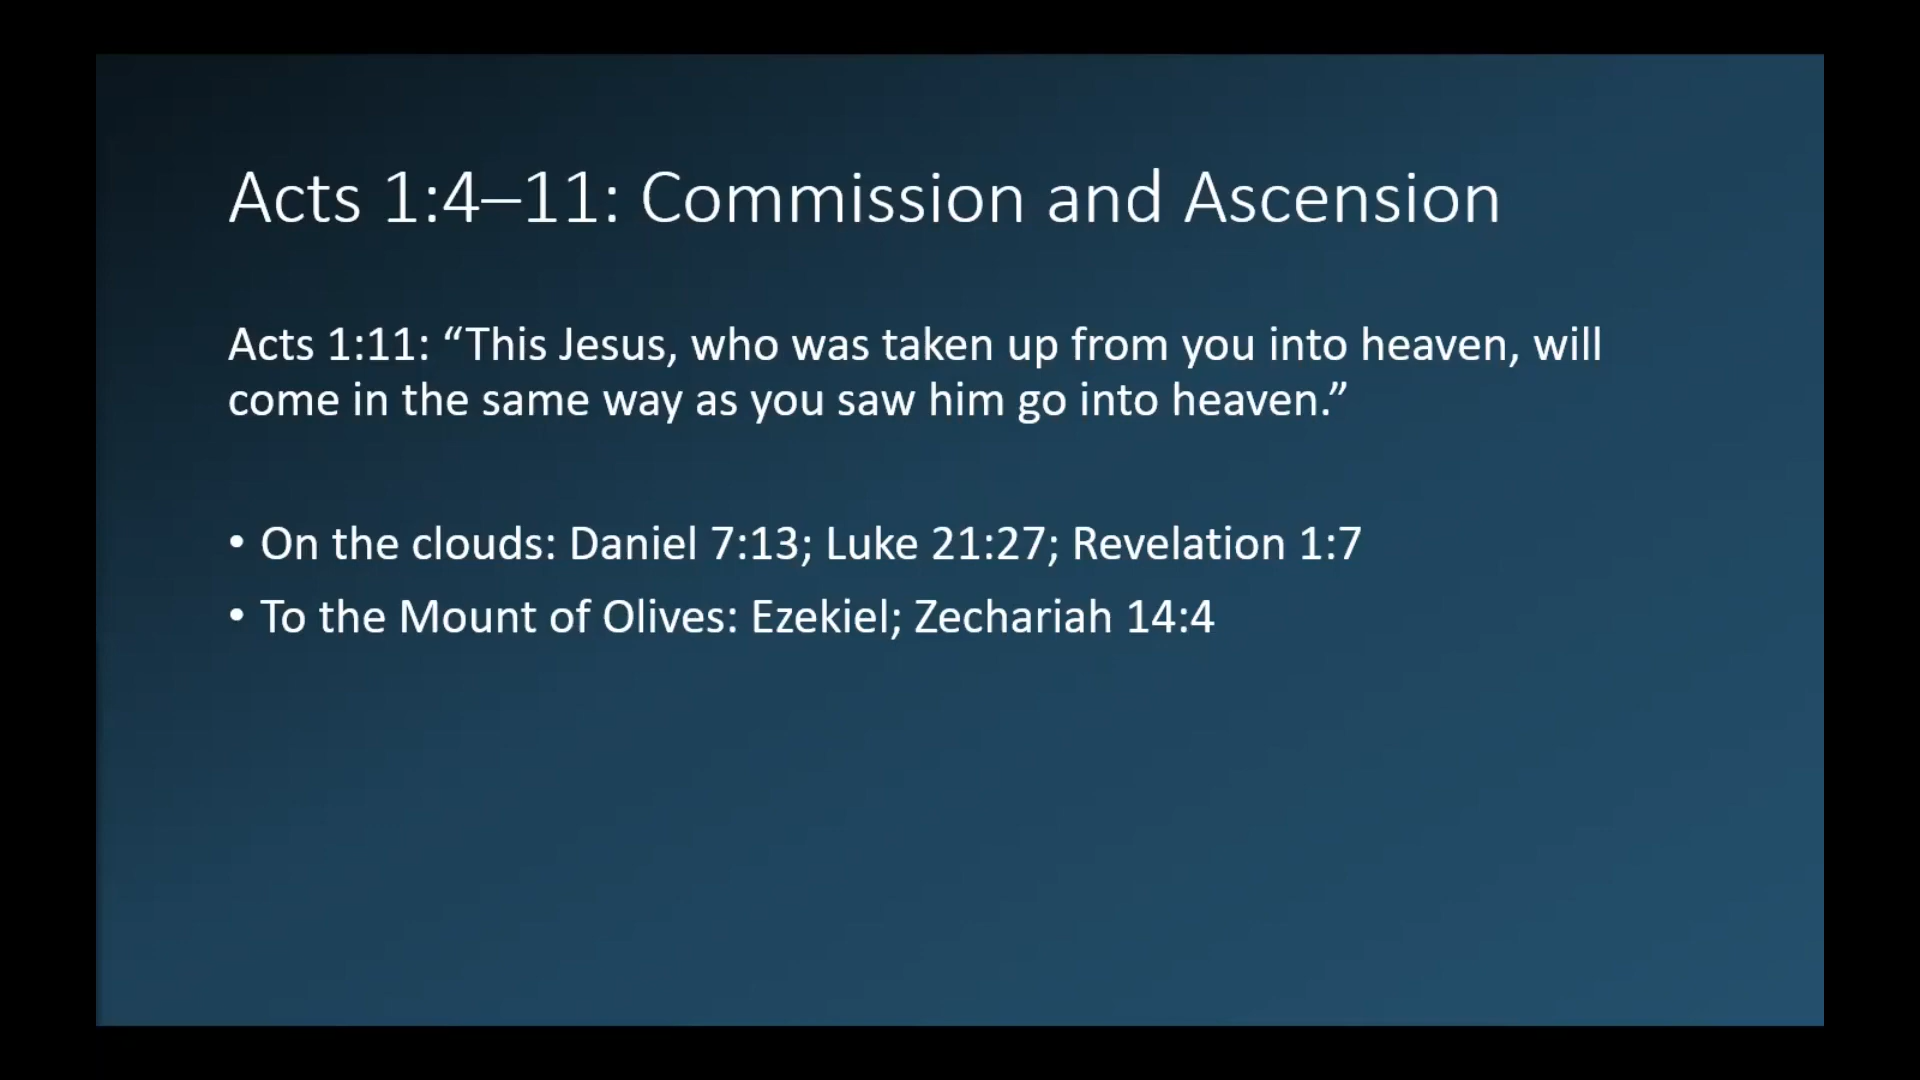 Acts 1:4–11: Commission and Ascension
Acts 1:11: “This Jesus, who was taken up from you into heaven, will
come in the same way as you saw him go into heaven.”
• On the clouds: Daniel 7:13; Luke 21:27; Revelation 1:7
• To the Mount of Olives: Ezekiel; Zechariah 14:4